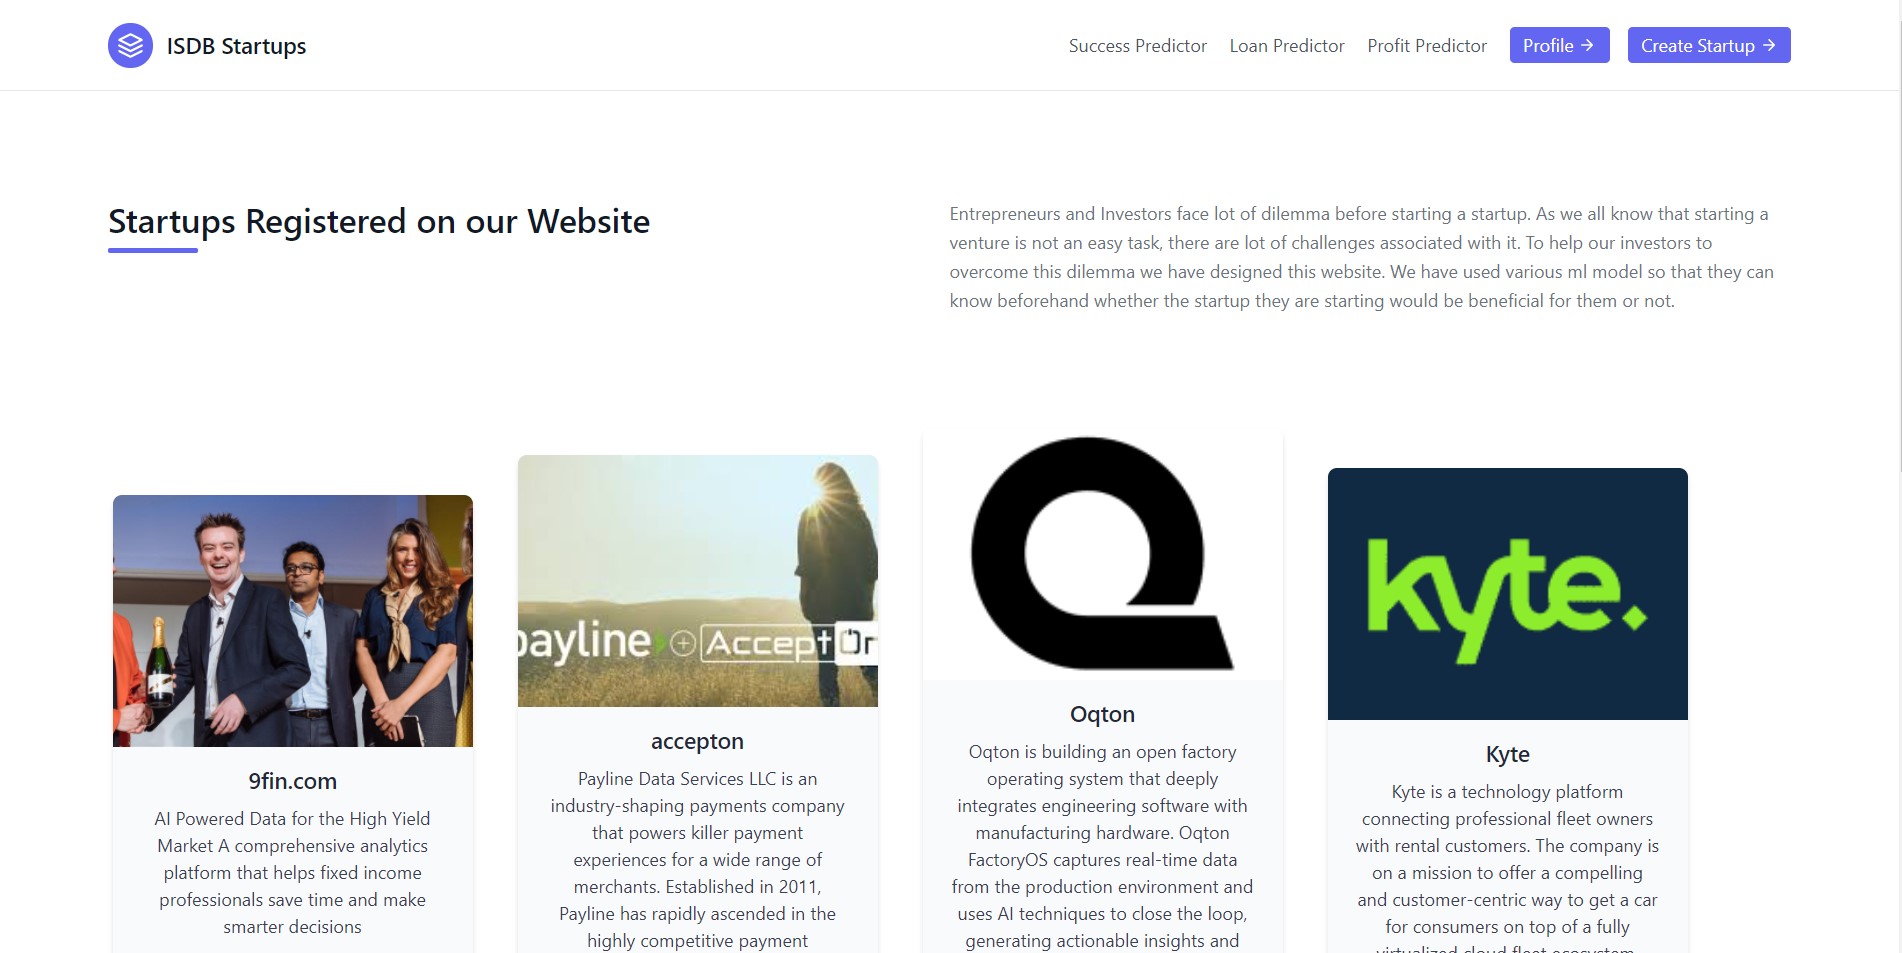 ISDB Startups
Success Predictor
Loan Predictor
Profit Predictor
Profile →
Create Startup →
Startups Registered on our Website
Entrepreneurs and Investors face lot of dilemma before starting a startup. As we all know that starting a
venture is not an easy task, there are lot of challenges associated with it. To help our investors to
overcome this dilemma we have designed this website. We have used various ml model so that they can
know beforehand whether the startup they are starting would be beneficial for them or not.
9fin.com
AI Powered Data for the High Yield
Market A comprehensive analytics
platform that helps fixed income
professionals save time and make
smarter decisions
payline + Accept On
accepton
Payline Data Services LLC is an
industry-shaping payments company
that powers killer payment
experiences for a wide range of
merchants. Established in 2011,
Payline has rapidly ascended in the
highly competitive payment
Oqton
Oqton is building an open factory
operating system that deeply
integrates engineering software with
manufacturing hardware. Oqton
FactoryOS captures real-time data
from the production environment and
uses AI techniques to close the loop,
generating actionable insights and
kyte.
Kyte
Kyte is a technology platform
connecting professional fleet owners
with rental customers. The company is
on a mission to offer a compelling
and customer-centric way to get a car
for consumers on top of a fully
virtualized cloud fleet ecosystem